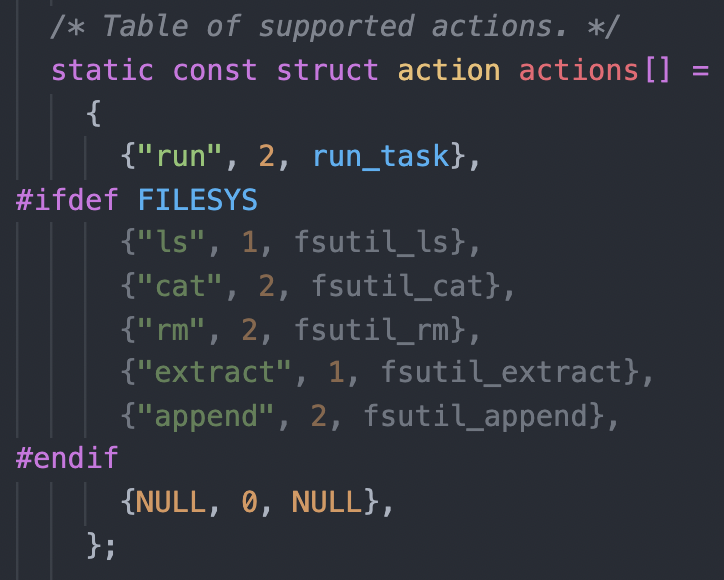 /* Table of supported actions. */
static const struct action actions[] =
{
{"run", 2, run_task},
#ifdef FILESYS
{"ls", 1, fsutil_ls},
{"cat", 2, fsutil_cat},
{"rm", 2, fsutil_rm},
{"extract", 1, fsutil_extract},
{"append", 2, fsutil_append},
#endif
{NULL, 0, NULL},
};